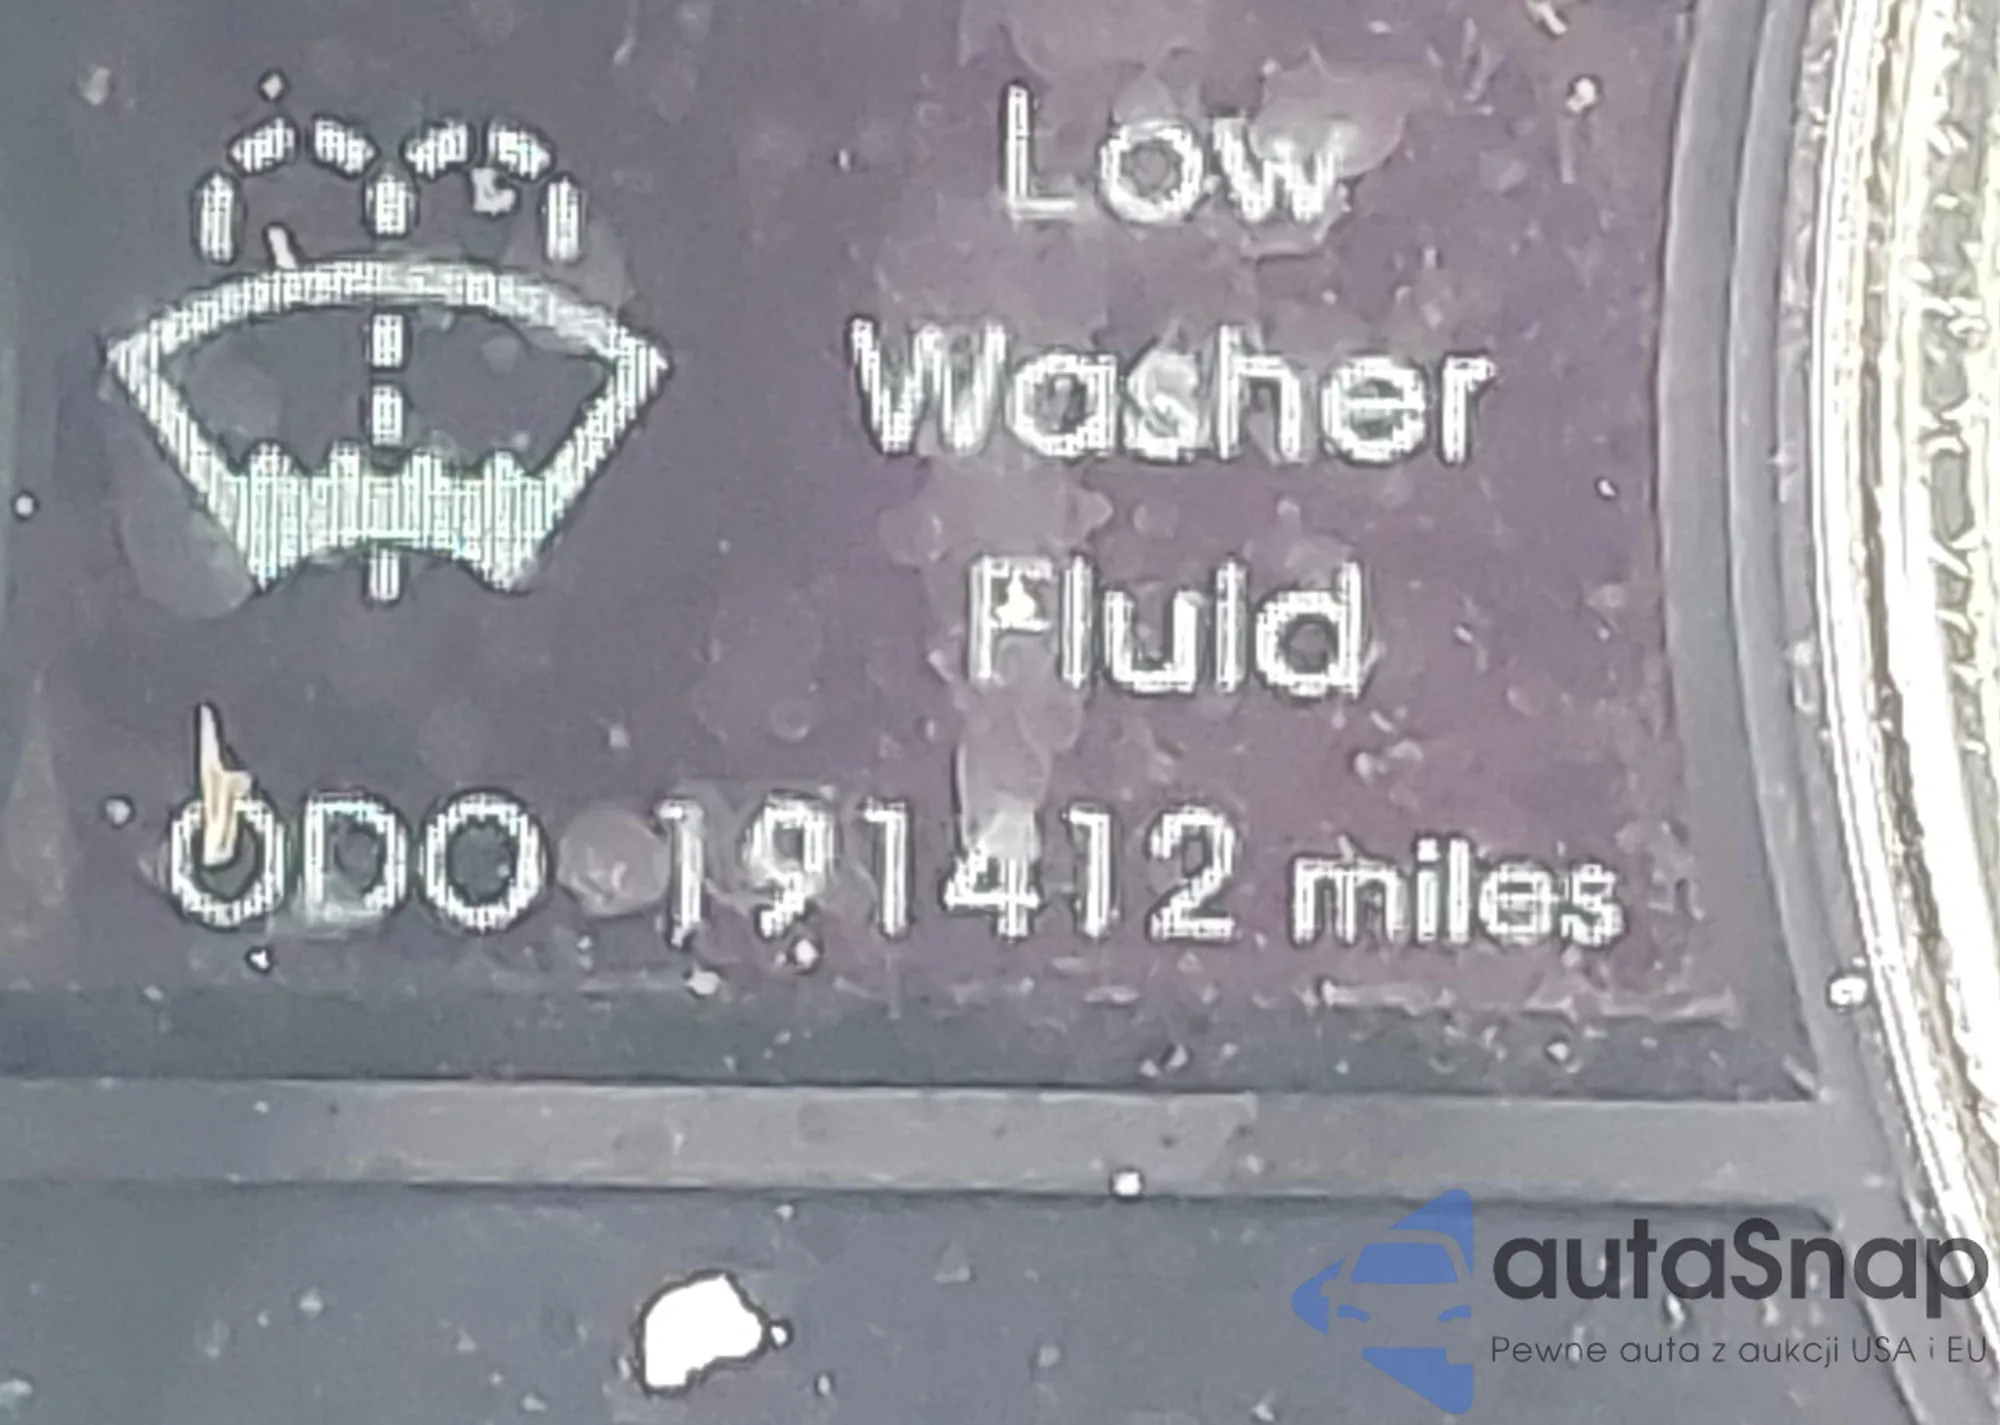 Low
Washer
Fluid
ODO 191412 miles
autaSnap
Pewne auta z aukcji USA i EU